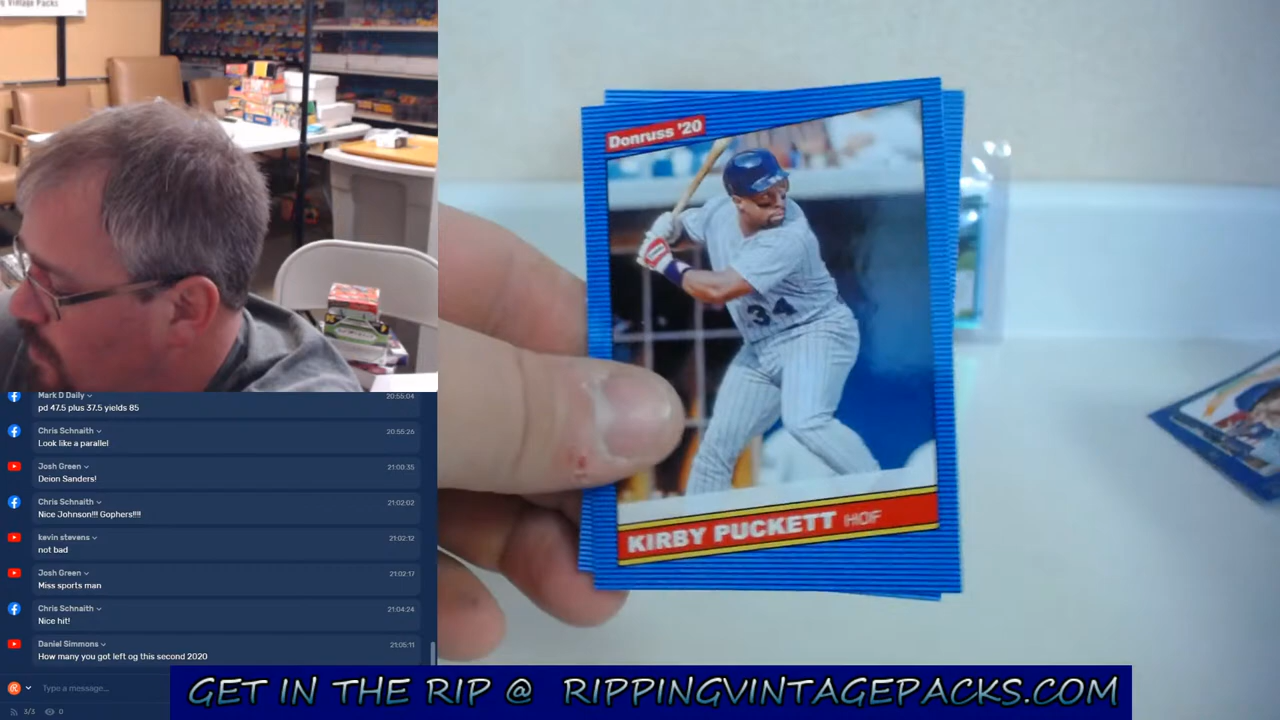 g Vintage Packs
Donruss '20
34
KIRBY PUCKETT HOF
Mark D Daily 20:55:04
pd 47.5 plus 37.5 yields 85
Chris Schnaith 20:55:26
Look like a parallel
Josh Green 21:00:35
Deion Sanders!
Chris Schnaith 21:02:02
Nice Johnson!!! Gophers!!!!
kevin stevens 21:02:12
not bad
Josh Green 21:02:17
Miss sports man
Chris Schnaith 21:04:24
Nice hit!
Daniel Simmons 21:05:11
How many you got left og this second 2020
Type a message...
3/3 0
GET IN THE RIP @ RIPPINGVINTAGEPACKS.COM